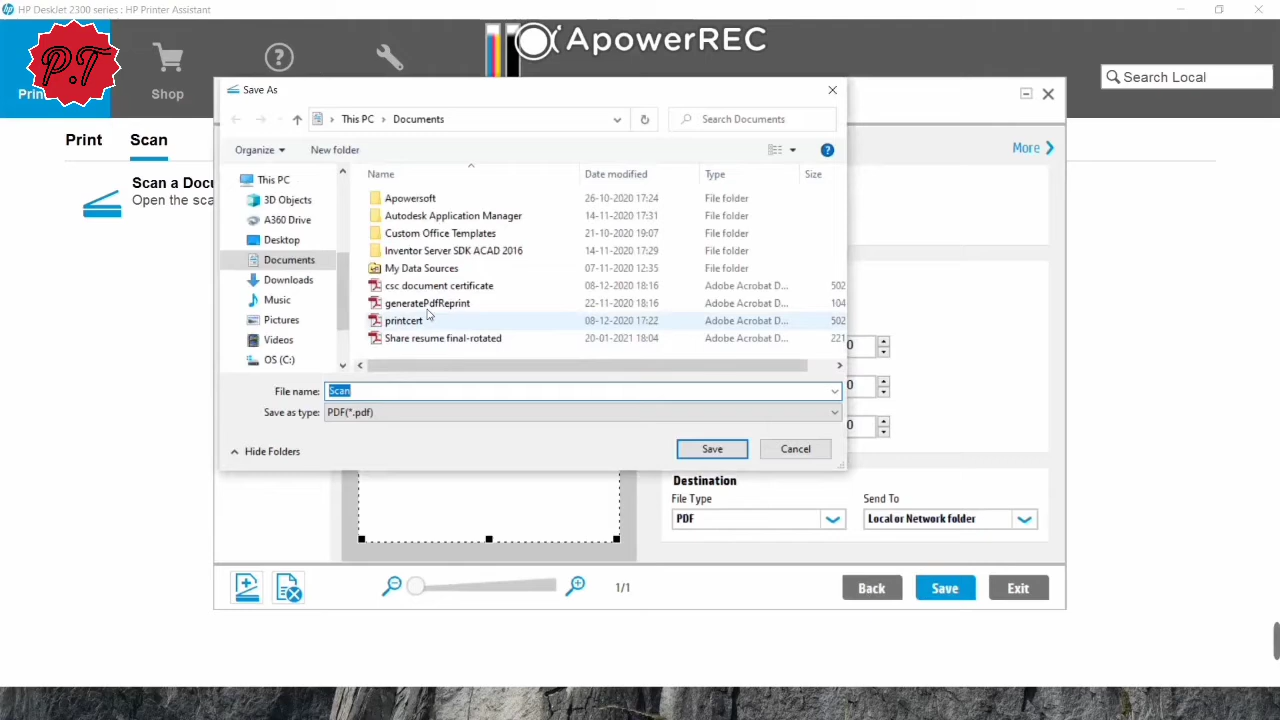 HP DeskJet 2300 series : HP Printer Assistant
P.T
ApowerREC
Shop
Search Local
Print Scan
Scan a
Open the
Save As
This PC > Documents
Search Documents
Organize New folder
More
Name Date modified Type Size
This PC
3D Objects
A360 Drive
Desktop
Documents
Downloads
Music
Pictures
Videos
OS (C:)
Apowersoft 26-10-2020 17:24 File folder
Autodesk Application Manager 14-11-2020 17:31 File folder
Custom Office Templates 21-10-2020 19:07 File folder
Inventor Server SDK ACAD 2016 14-11-2020 17:29 File folder
My Data Sources 07-11-2020 12:35 File folder
csc document certificate 08-12-2020 18:16 Adobe Acrobat D... 502
generatePdfReprint 22-11-2020 18:16 Adobe Acrobat D... 104
printcert 08-12-2020 17:22 Adobe Acrobat D... 502
Share resume final-rotated 20-01-2021 18:04 Adobe Acrobat D... 221
File name: Scan
Save as type: PDF(*.pdf)
Hide Folders Save Cancel
0
0
0
Destination
File Type Send To
PDF Local or Network folder
1/1 Back Save Exit